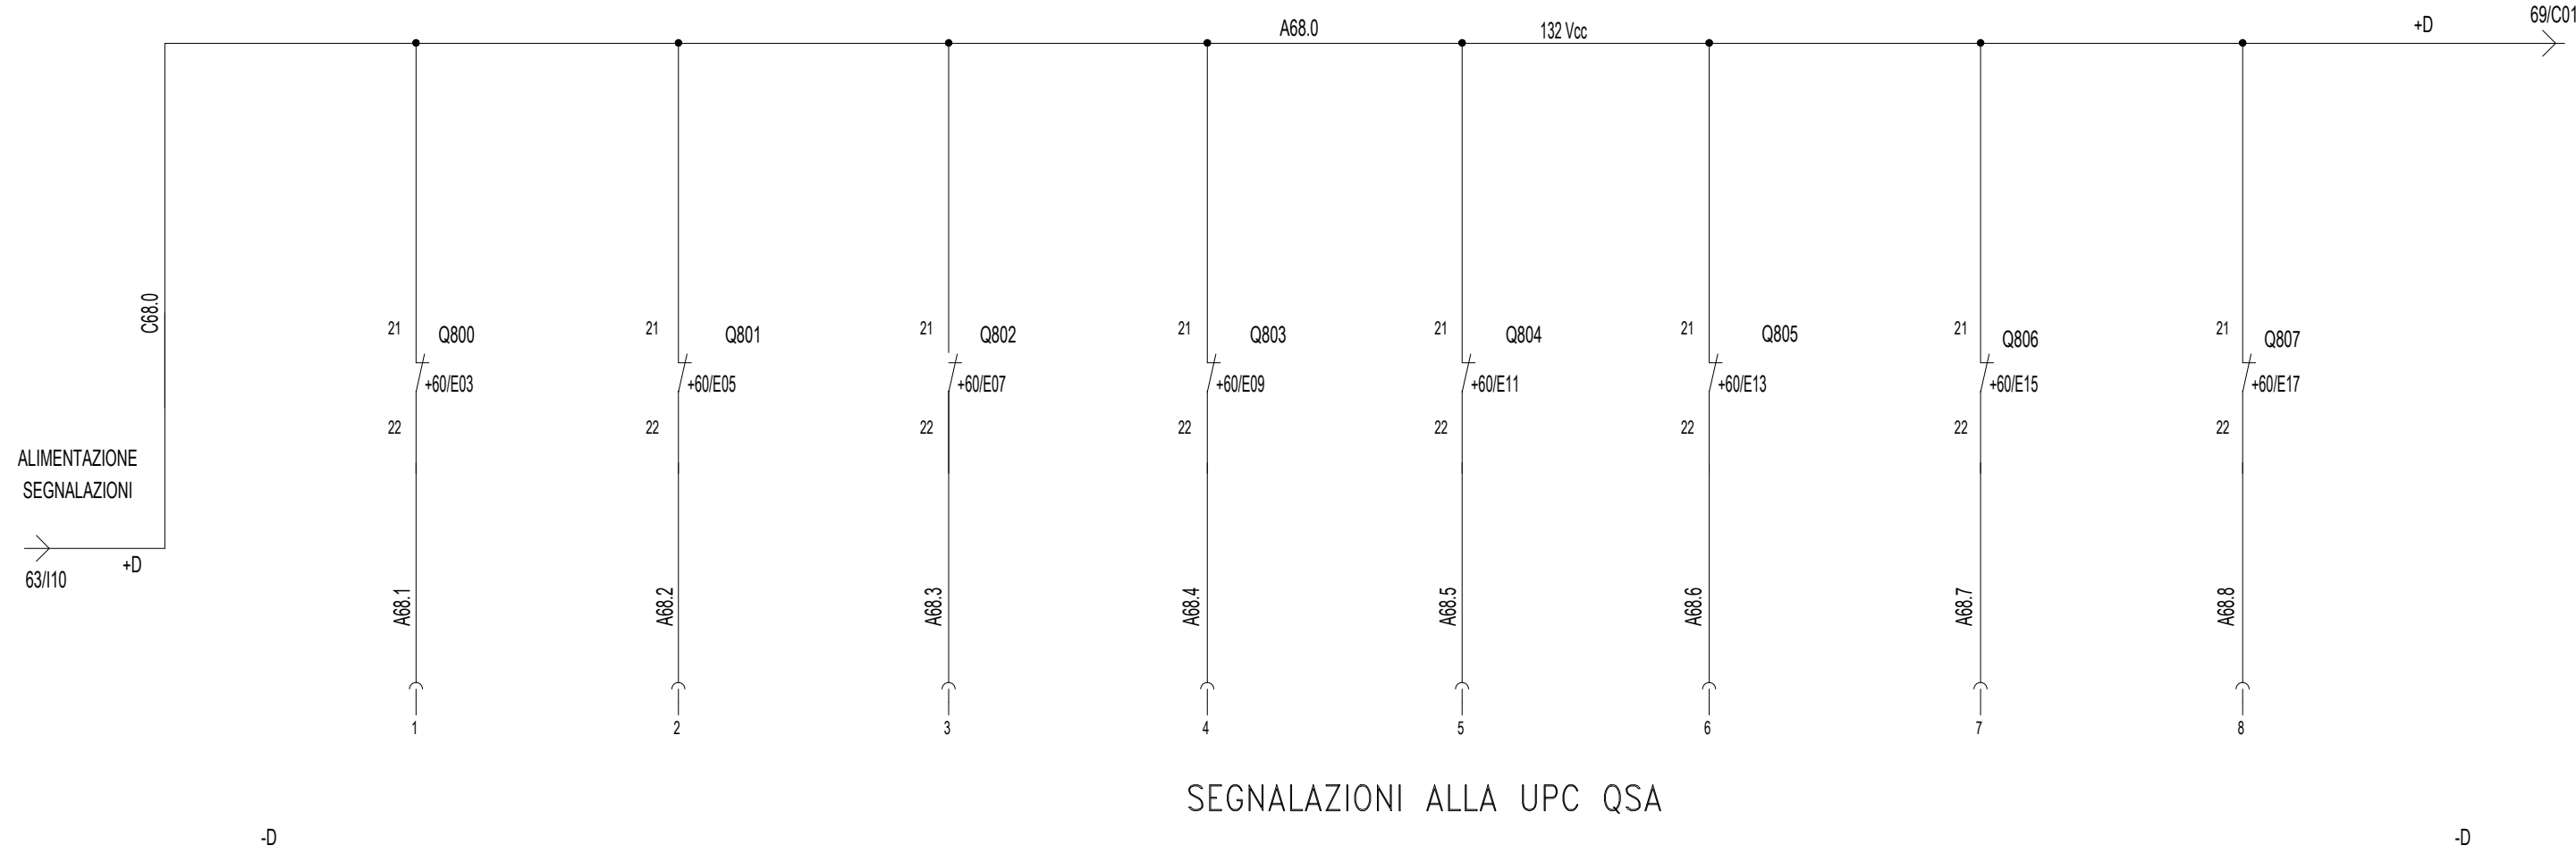 69/C01
A68.0 132 Vcc +D
C68.0
21 Q800 21 Q801 21 Q802 21 Q803 21 Q804 21 Q805 21 Q806 21 Q807
+60/E03 +60/E05 +60/E07 +60/E09 +60/E11 +60/E13 +60/E15 +60/E17
22 22 22 22 22 22 22 22
ALIMENTAZIONE
SEGNALAZIONI
+D
63/I10
A68.1 A68.2 A68.3 A68.4 A68.5 A68.6 A68.7 A68.8
1 2 3 4 5 6 7 8
SEGNALAZIONI ALLA UPC QSA
-D -D